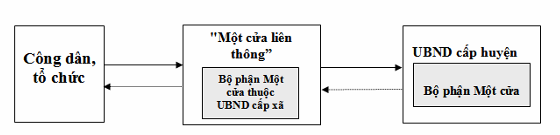 Công dân,
tổ chức
"Một cửa liên
thông”
Bộ phận Một
cửa thuộc
UBND cấp xã
UBND cấp huyện
Bộ phận Một cửa